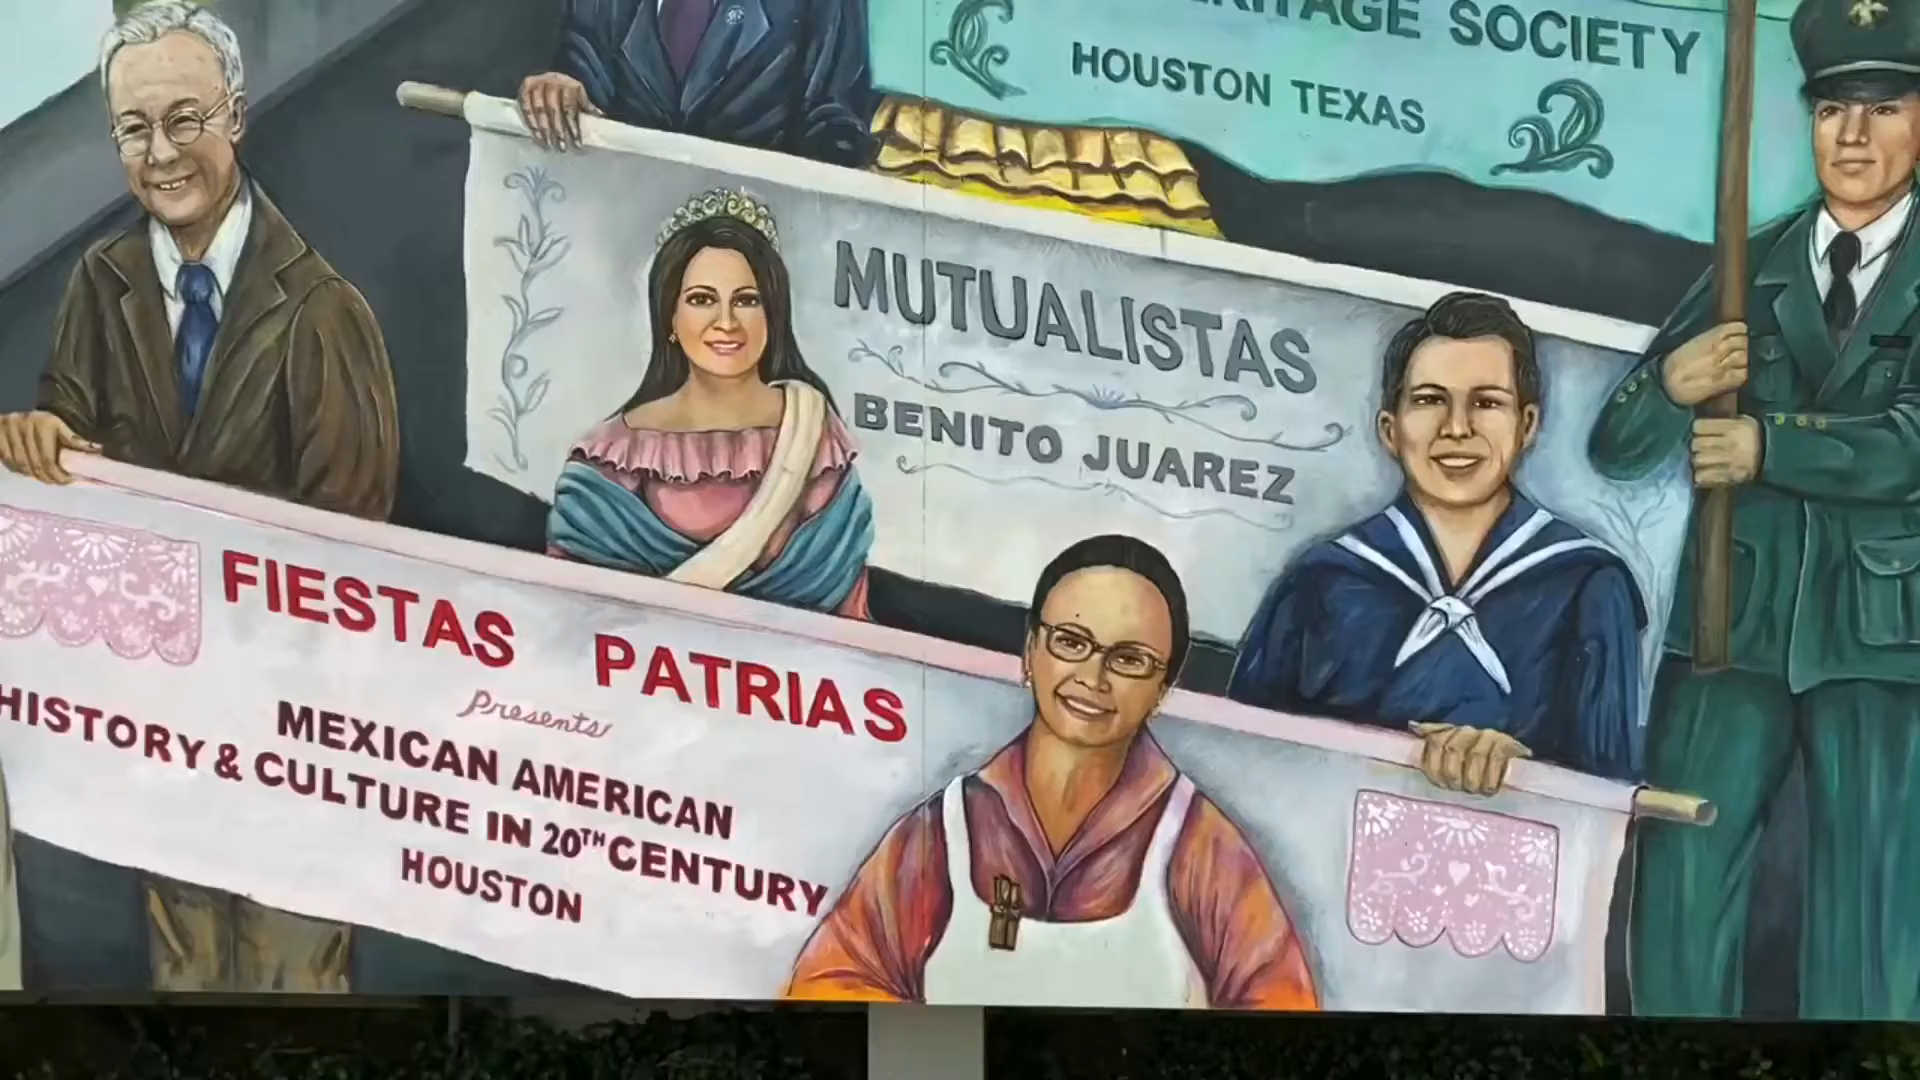 SOCIETY
HOUSTON TEXAS
MUTUALISTAS
BENITO JUAREZ
FIESTAS PATRIAS
Presents
MEXICAN AMERICAN
HISTORY & CULTURE IN 20TH CENTURY
HOUSTON